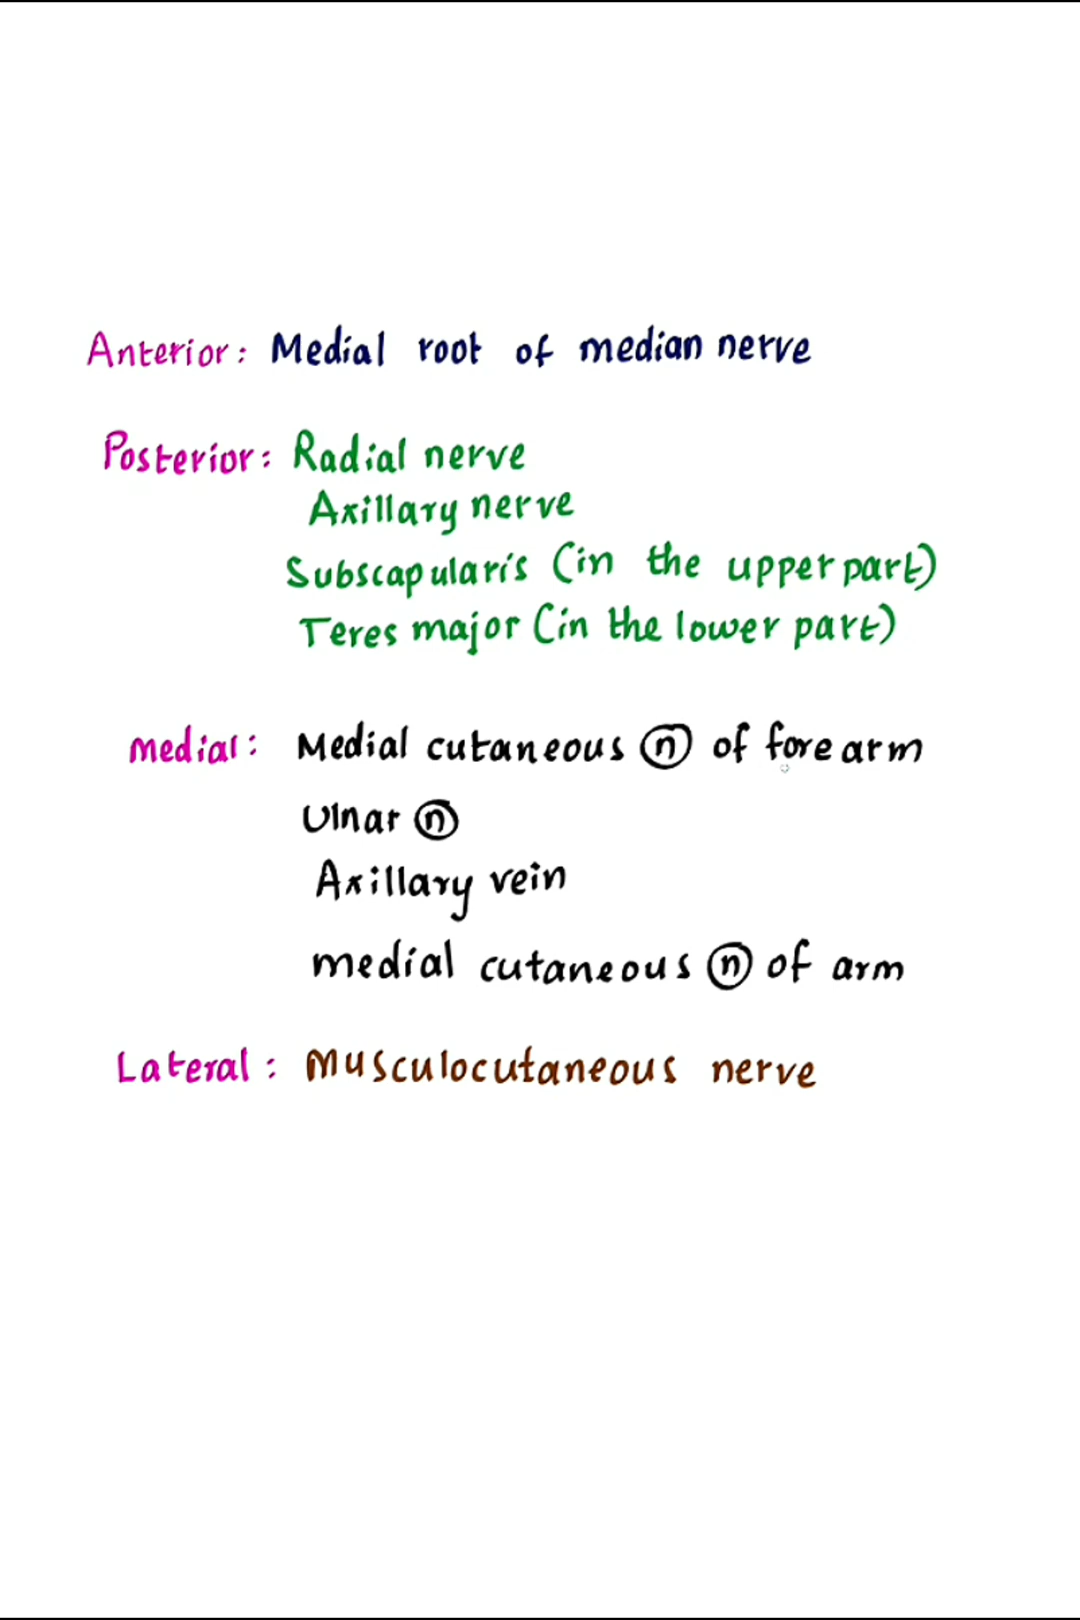 Anterior: Medial root of median nerve
Posterior: Radial nerve
Axillary nerve
Subscapularis (in the upper part)
Teres major (in the lower part)
medial: Medial cutaneous ⓝ of forearm
Ulnar ⓝ
Axillary vein
medial cutaneous ⓝ of arm
Lateral: Musculocutaneous nerve